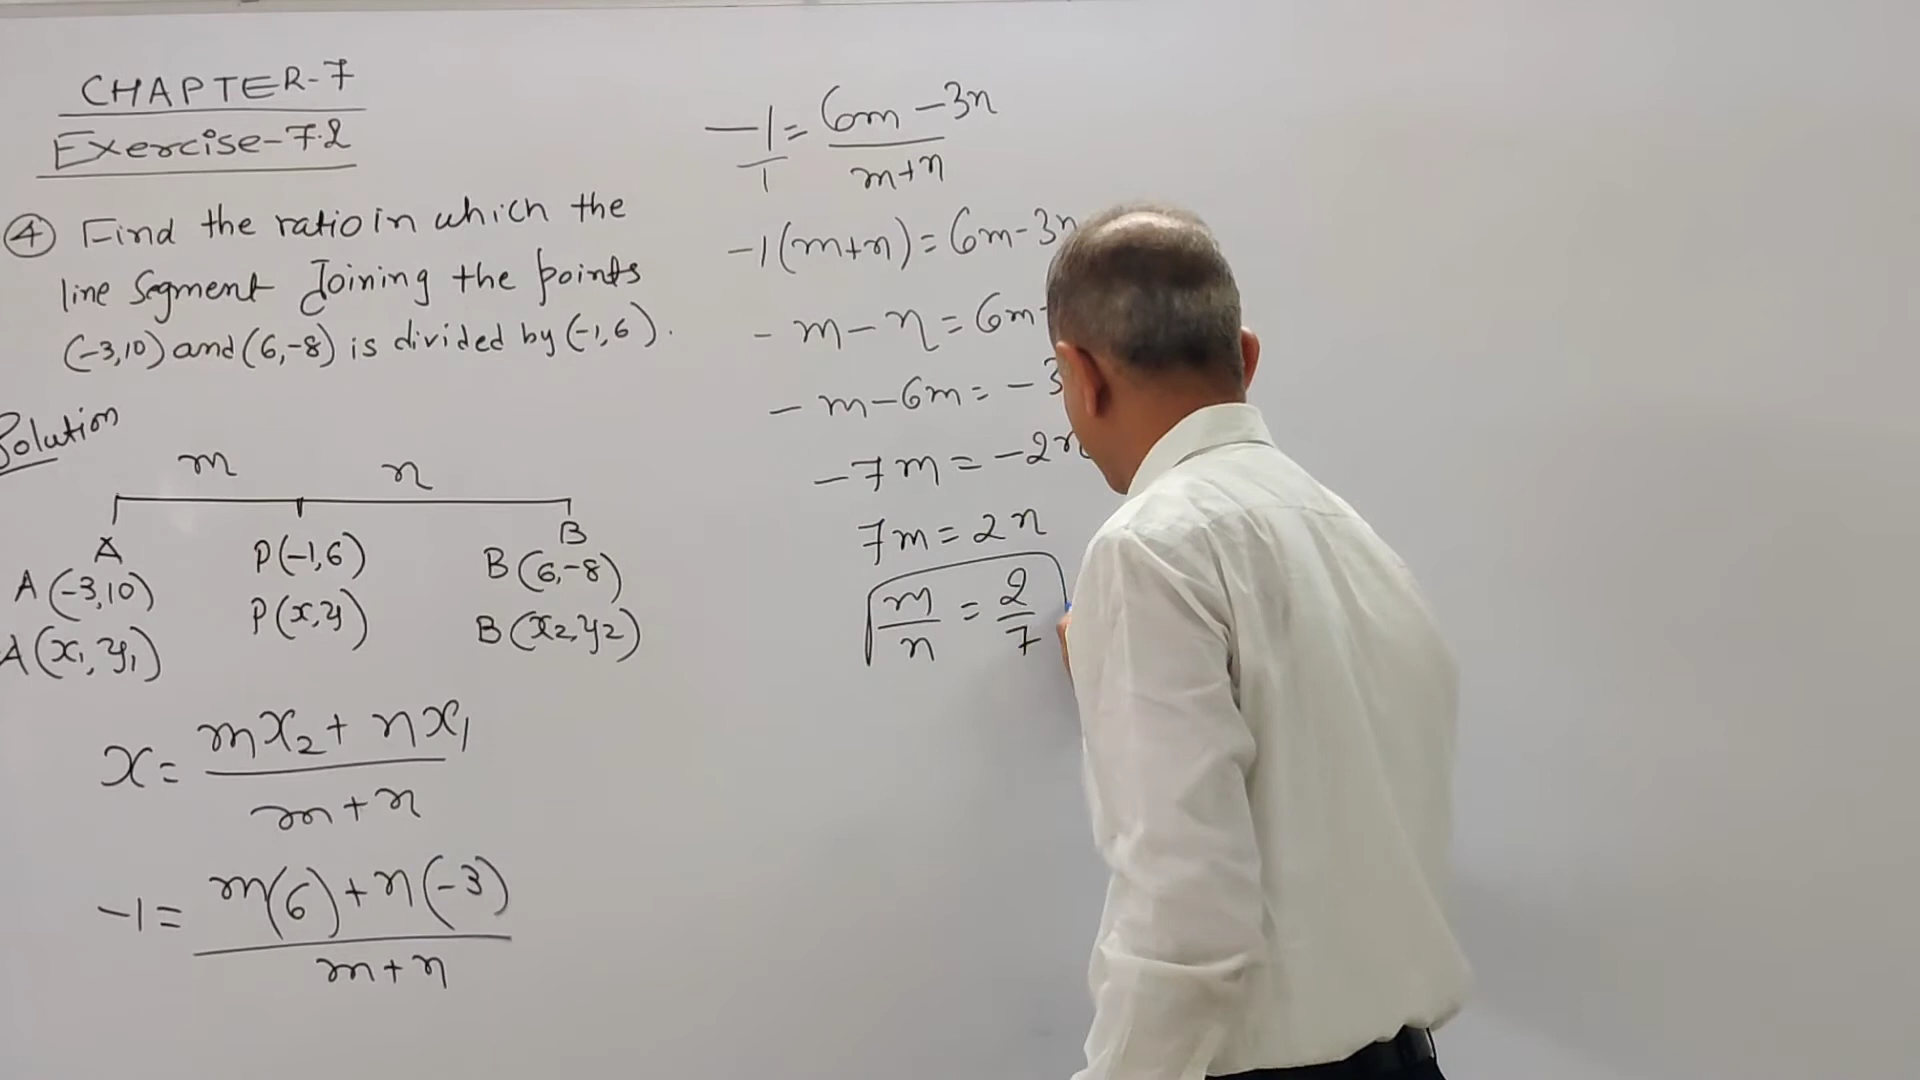 CHAPTER-7
Exercise-7.2
④ Find the ratio in which the
line Segment Joining the points
(-3,10) and (6,-8) is divided by (-1,6).
Solution
m n
A B
A(-3,10) P(-1,6) B(6,-8)
A(x₁,y₁) P(x,y) B(x₂,y₂)
x = mx₂ + nx₁
m+n
-1 = m(6)+n(-3)
m+n
-1 = 6m-3n
1 m+n
-1(m+n) = 6m-3n
-m-n = 6m-
-m-6m = -3
-7m = -2n
7m = 2n
m = 2
n 7